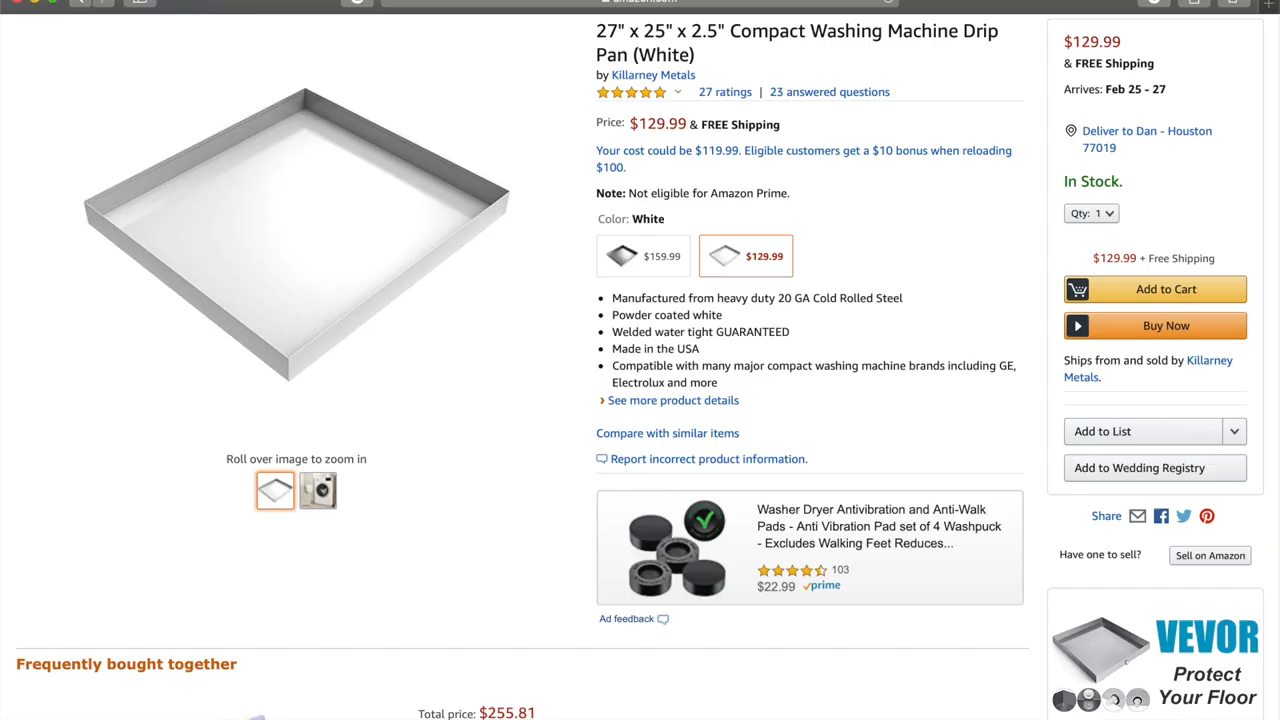 27" x 25" x 2.5" Compact Washing Machine Drip
Pan (White)
by Killarney Metals
27 ratings | 23 answered questions
Price: $129.99 & FREE Shipping
Your cost could be $119.99. Eligible customers get a $10 bonus when reloading
$100.
Note: Not eligible for Amazon Prime.
Color: White
$159.99
$129.99
• Manufactured from heavy duty 20 GA Cold Rolled Steel
• Powder coated white
• Welded water tight GUARANTEED
• Made in the USA
• Compatible with many major compact washing machine brands including GE,
Electrolux and more
› See more product details
Compare with similar items
Report incorrect product information.
Roll over image to zoom in
Washer Dryer Antivibration and Anti-Walk
Pads - Anti Vibration Pad set of 4 Washpuck
- Excludes Walking Feet Reduces...
103
$22.99 prime
Ad feedback
Frequently bought together
Total price: $255.81
$129.99
& FREE Shipping
Arrives: Feb 25 - 27
Deliver to Dan - Houston
77019
In Stock.
Qty: 1
$129.99 + Free Shipping
Add to Cart
Buy Now
Ships from and sold by Killarney
Metals.
Add to List
Add to Wedding Registry
Share
Have one to sell?
Sell on Amazon
VEVOR
Protect
Your Floor